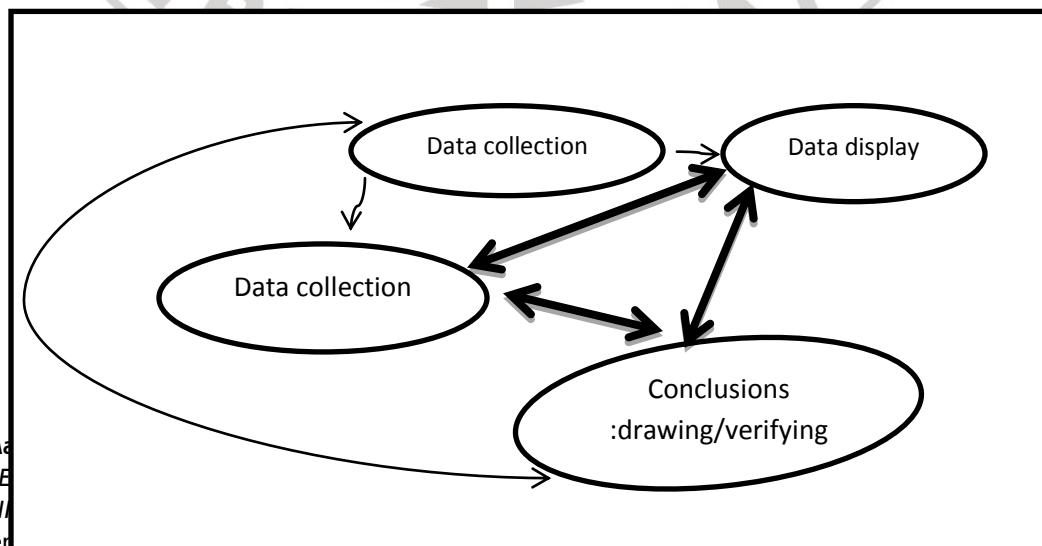 Data collection
Data display
Data collection
Conclusions
:drawing/verifying